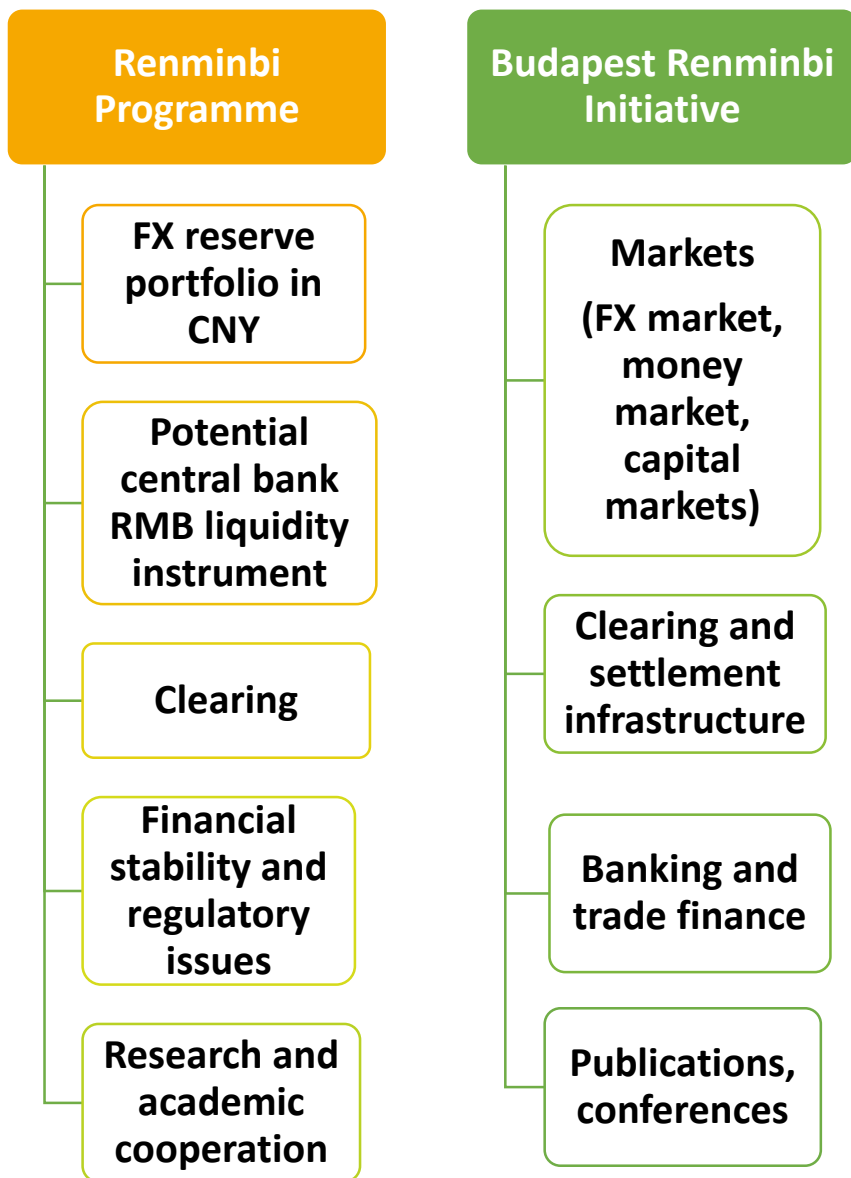 Renminbi
Programme
FX reserve
portfolio in
CNY
Potential
central bank
RMB liquidity
instrument
Clearing
Financial
stability and
regulatory
issues
Research and
academic
cooperation
Budapest Renminbi
Initiative
Markets
(FX market,
money
market,
capital
markets)
Clearing and
settlement
infrastructure
Banking and
trade finance
Publications,
conferences